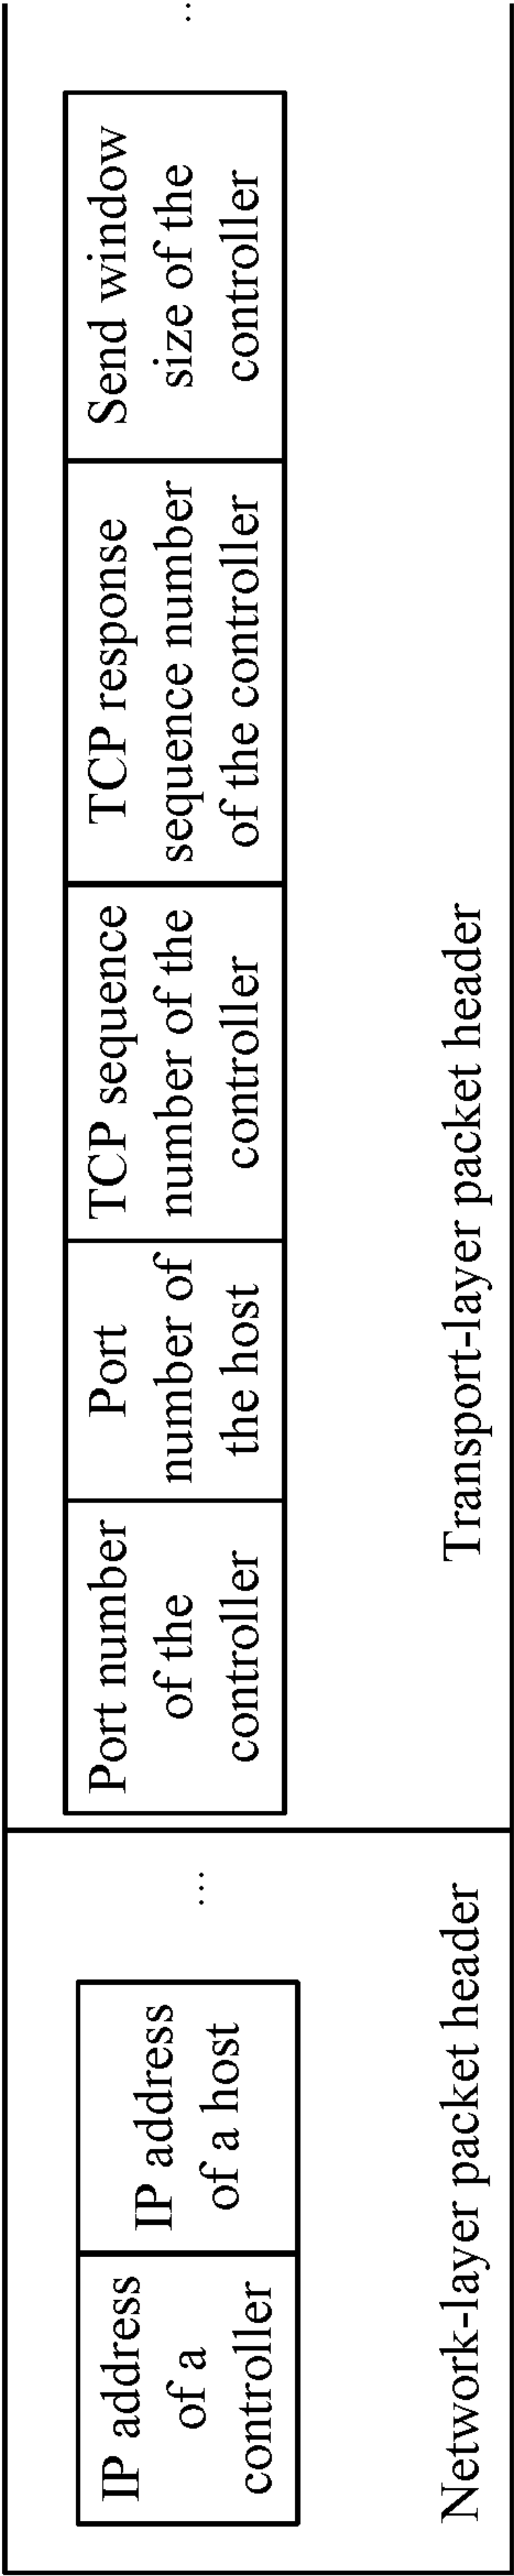 IP address
of a
controller
IP address
of a host
...
Network-layer packet header
Port number
of the
controller
Port
number of
the host
TCP sequence
number of the
controller
TCP response
sequence number
of the controller
Send window
size of the
controller
...
Transport-layer packet header